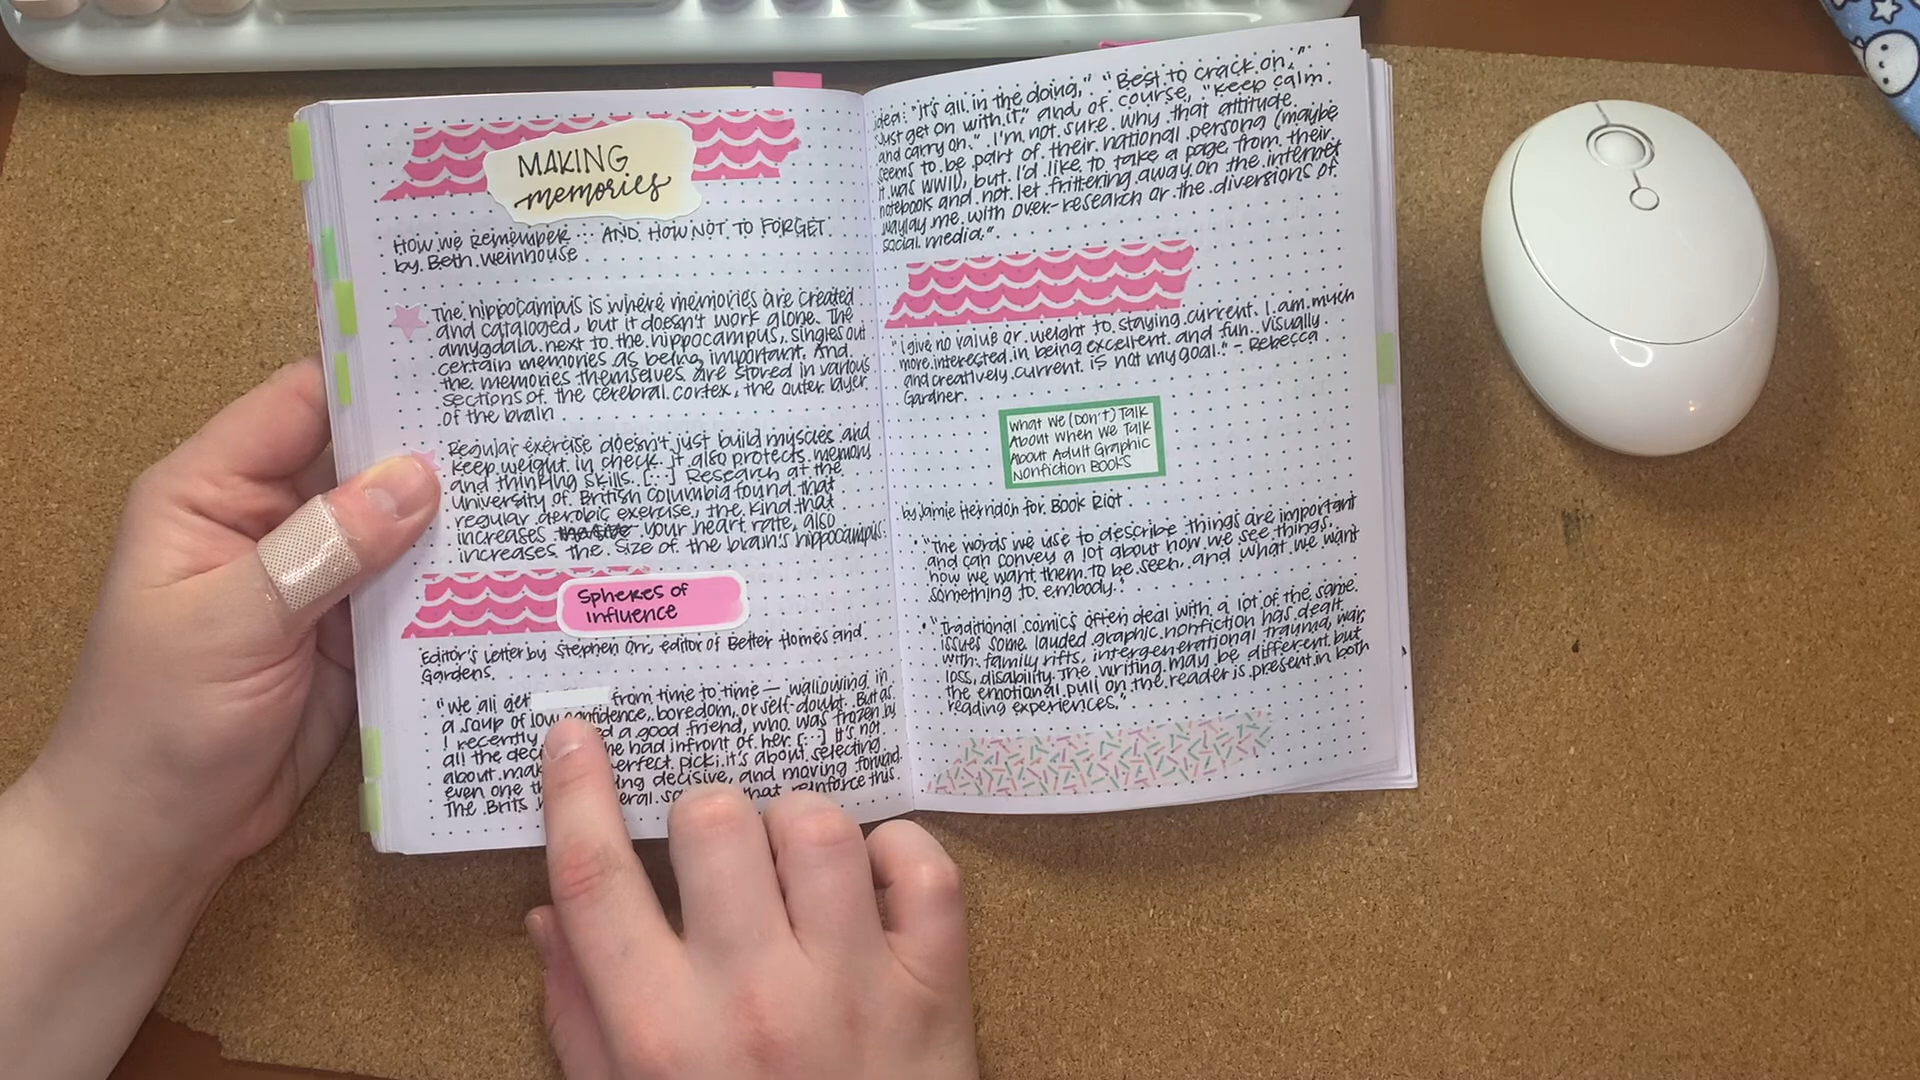 MAKING
memories
HOW WE REMEMBER... AND HOW NOT TO FORGET
by Beth Weinhouse
The hippocampus is where memories are created
and cataloged, but it doesn't work alone. The
amygdala, next to the hippocampus, singles out
certain memories as being important. And
the memories themselves are stored in various
sections of the cerebral cortex, the outer layer
of the brain
Regular exercise doesn't just build muscles and
keep weight in check. it also protects memory
and thinking skills. [...] Research at the
university of British Columbia found that
regular aerobic exercise, the kind that
increases your heart rate, also
increases the size of the brain's hippocampus.
Spheres of
influence
Editor's Letter by Stephen Orr, editor of Better Homes and
Gardens.
"We all get from time to time — wallowing in
a soup of low confidence, boredom, or self-doubt. But as
I recently a good friend, who was frozen by
all the he had infront of her. [...] it's not
about pick; it's about selecting
even one decisive, and moving forward.
The Brits that reinforce this
idea: "it's all in the doing," "Best to crack on,"
"Just get on with it," and, of course, "Keep calm
and carry on." I'm not sure why that attitude
seems to be part of their national persona (maybe
it was WWII), but I'd like to take a page from their
notebook and not let frittering away on the internet
waylay me with over-research or the diversions of
social media."
"I give no value or weight to staying current. I am much
more interested in being excellent and fun. Visually
and creatively current is not my goal." - Rebecca
Gardner.
What We (Don't) Talk
About When We Talk
About Adult Graphic
Nonfiction Books
by Jamie Herndon for Book Riot
• "The words we use to describe things are important
and can convey a lot about how we see things,
how we want them to be seen, and what we want
something to embody."
• "Traditional comics often deal with a lot of the same
issues some lauded graphic nonfiction has dealt
with: family rifts, intergenerational trauma, war,
loss, disability. The writing may be different but
the emotional pull on the reader is present in both
reading experiences."